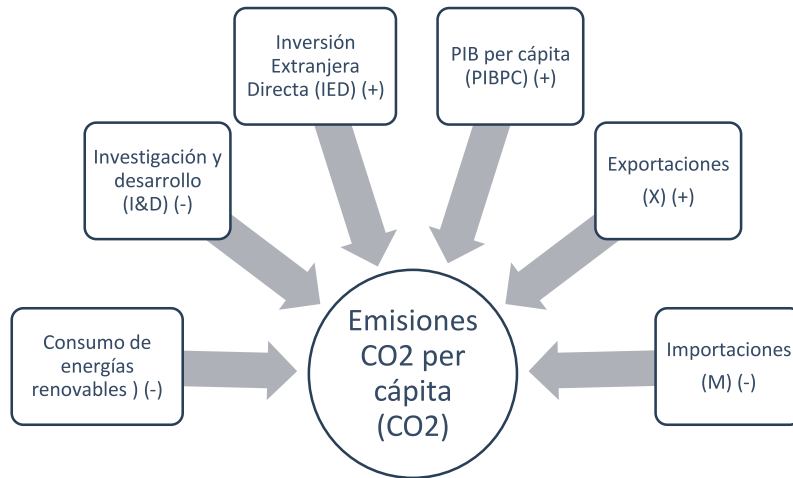 Inversión
Extranjera
Directa (IED) (+)
PIB per cápita
(PIBPC) (+)
Investigación y
desarrollo
(I&D) (-)
Exportaciones
(X) (+)
Consumo de
energías
renovables ) (-)
Emisiones
CO2 per
cápita
(CO2)
Importaciones
(M) (-)